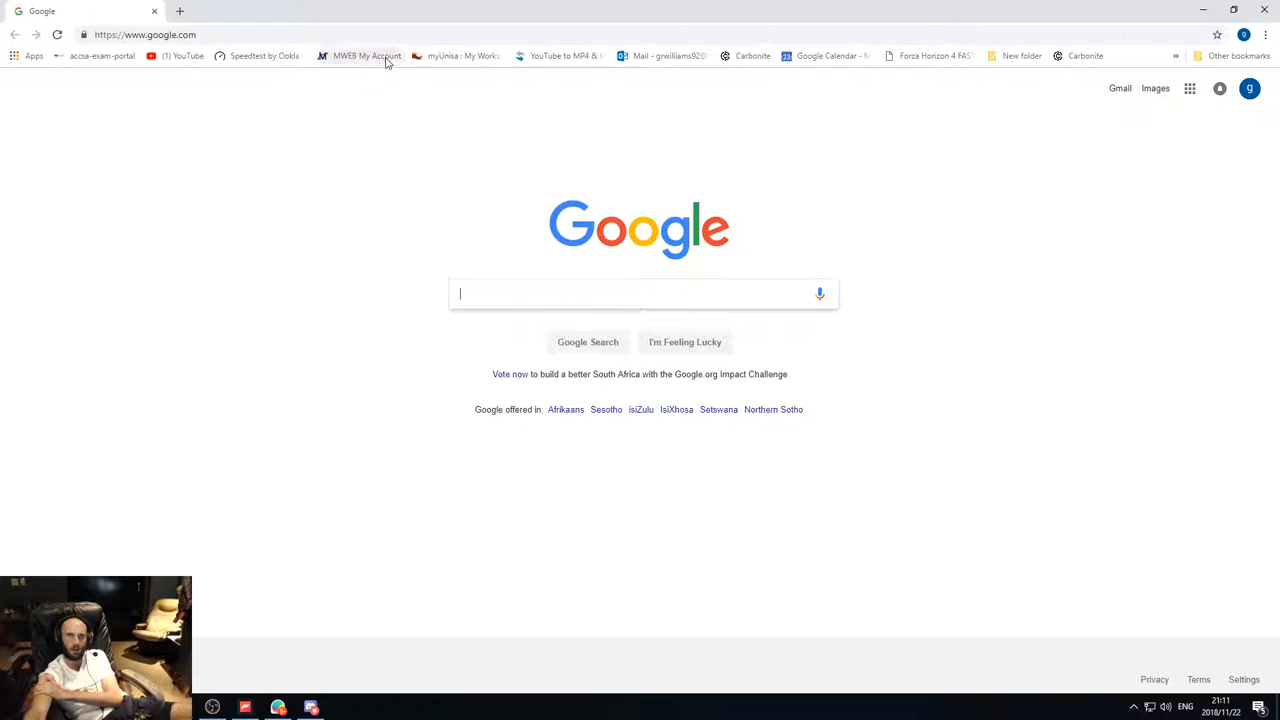 Google
https://www.google.com
Apps accsa-exam-portal (1) YouTube Speedtest by Ookla MWEB My Account myUnisa : My Works YouTube to MP4 & M Mail - grwilliams92@ Carbonite Google Calendar - N Forza Horizon 4 FAST New folder Carbonite » Other bookmarks
g
Gmail Images g
Google
Google Search I'm Feeling Lucky
Vote now to build a better South Africa with the Google.org Impact Challenge
Google offered in: Afrikaans Sesotho isiZulu IsiXhosa Setswana Northern Sotho
Privacy Terms Settings
ENG 21:11
2018/11/22